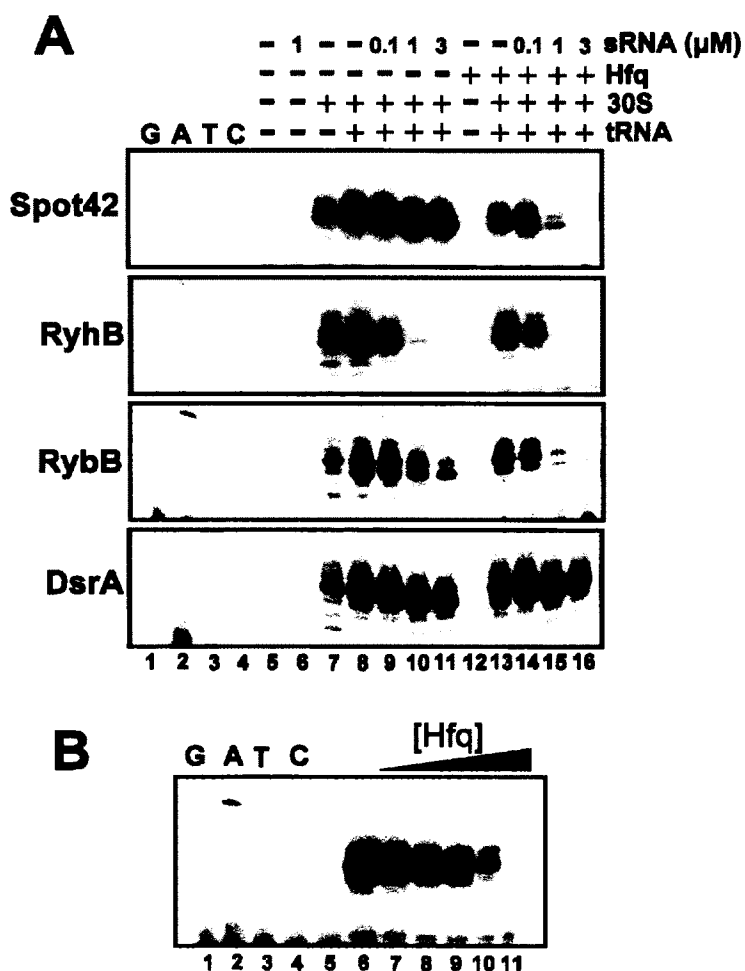 A
– 1 – – 0.1 1 3 – – 0.1 1 3 sRNA (µM)
– – – – – – – + + + + + Hfq
– – + + + + + – + + + + 30S
G A T C – – – + + + + – + + + + tRNA
Spot42
RyhB
RybB
DsrA
1 2 3 4 5 6 7 8 9 10 11 12 13 14 15 16
B
[Hfq]
G A T C
1 2 3 4 5 6 7 8 9 10 11